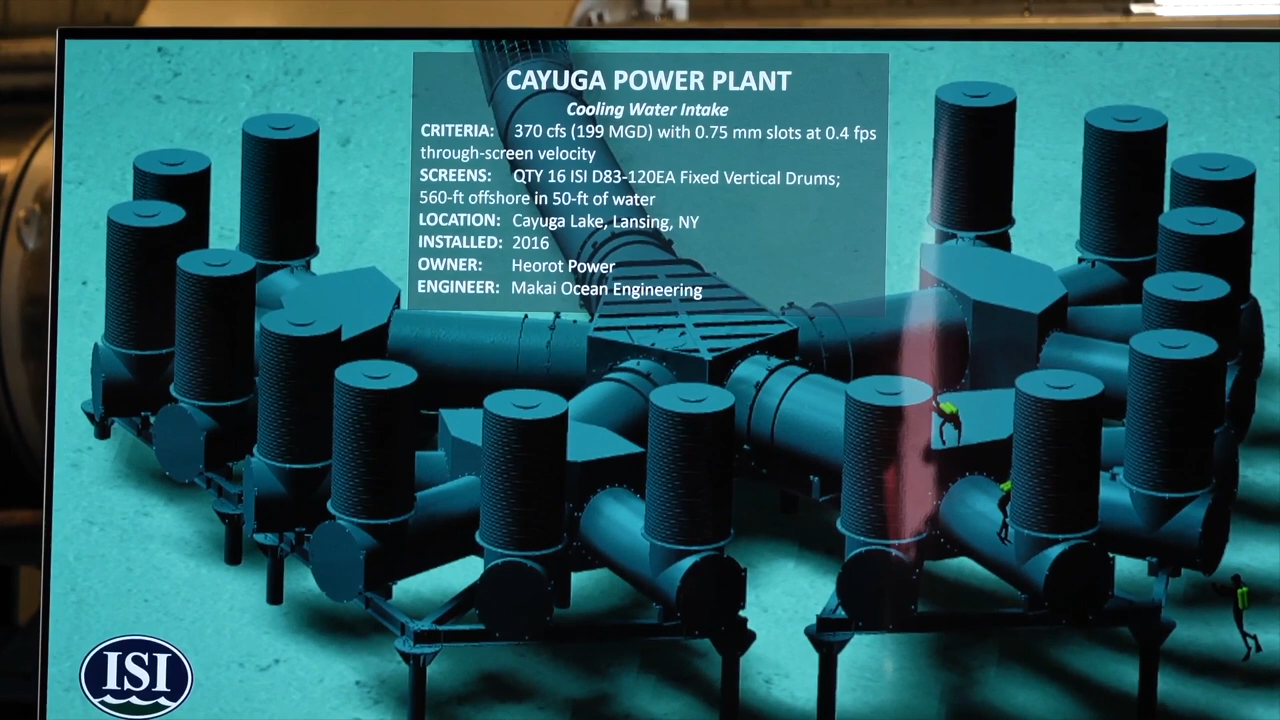 CAYUGA POWER PLANT
Cooling Water Intake
CRITERIA: 370 cfs (199 MGD) with 0.75 mm slots at 0.4 fps
through-screen velocity
SCREENS: QTY 16 ISI D83-120EA Fixed Vertical Drums;
560-ft offshore in 50-ft of water
LOCATION: Cayuga Lake, Lansing, NY
INSTALLED: 2016
OWNER: Heorot Power
ENGINEER: Makai Ocean Engineering
ISI